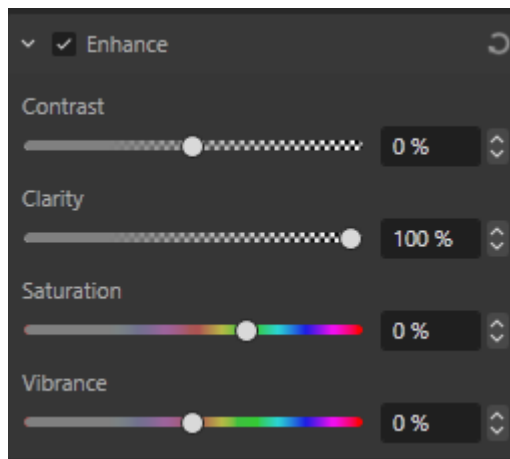 Enhance
Contrast
0 %
Clarity
100 %
Saturation
0 %
Vibrance
0 %